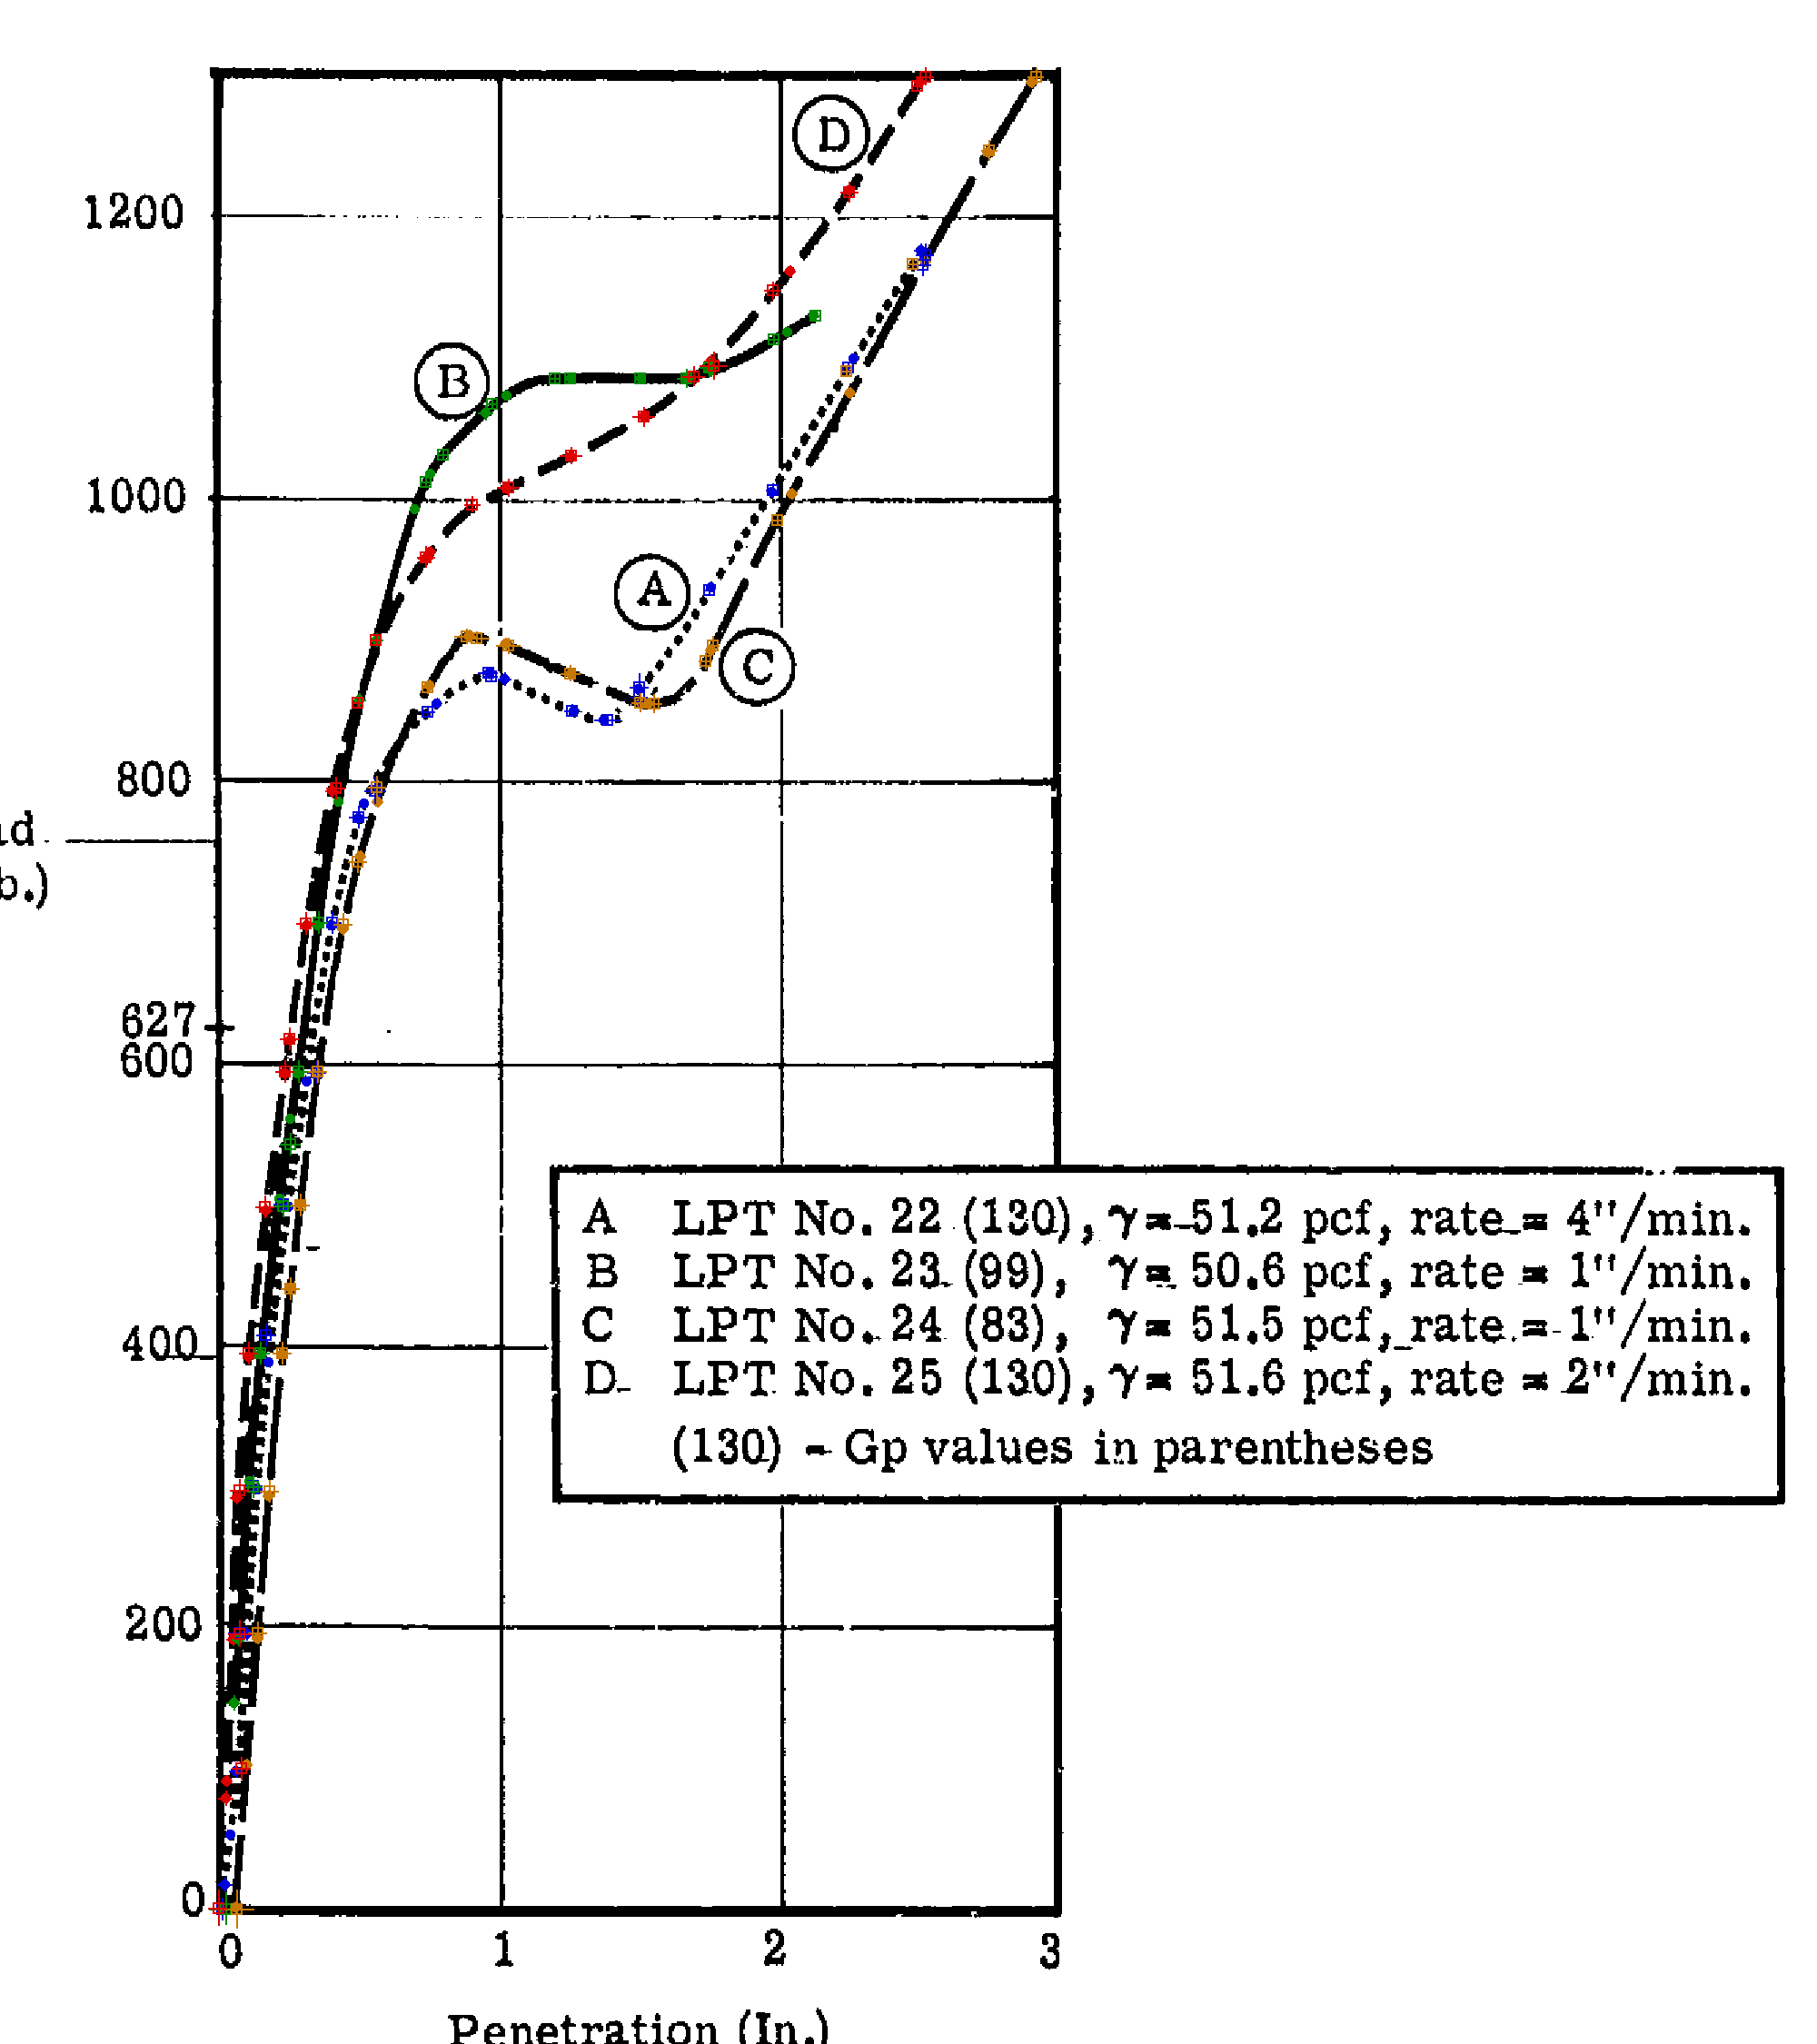 1200
D
B
1000
A
C
800
b.)
627
600
A LPT No. 22 (130), γ = 51.2 pcf, rate = 4"/min.
B LPT No. 23 (99), γ = 50.6 pcf, rate = 1"/min.
C LPT No. 24 (83), γ = 51.5 pcf, rate = 1"/min.
D LPT No. 25 (130), γ = 51.6 pcf, rate = 2"/min.
(130) - Gp values in parentheses
400
200
0
0 1 2 3
Penetration (In.)